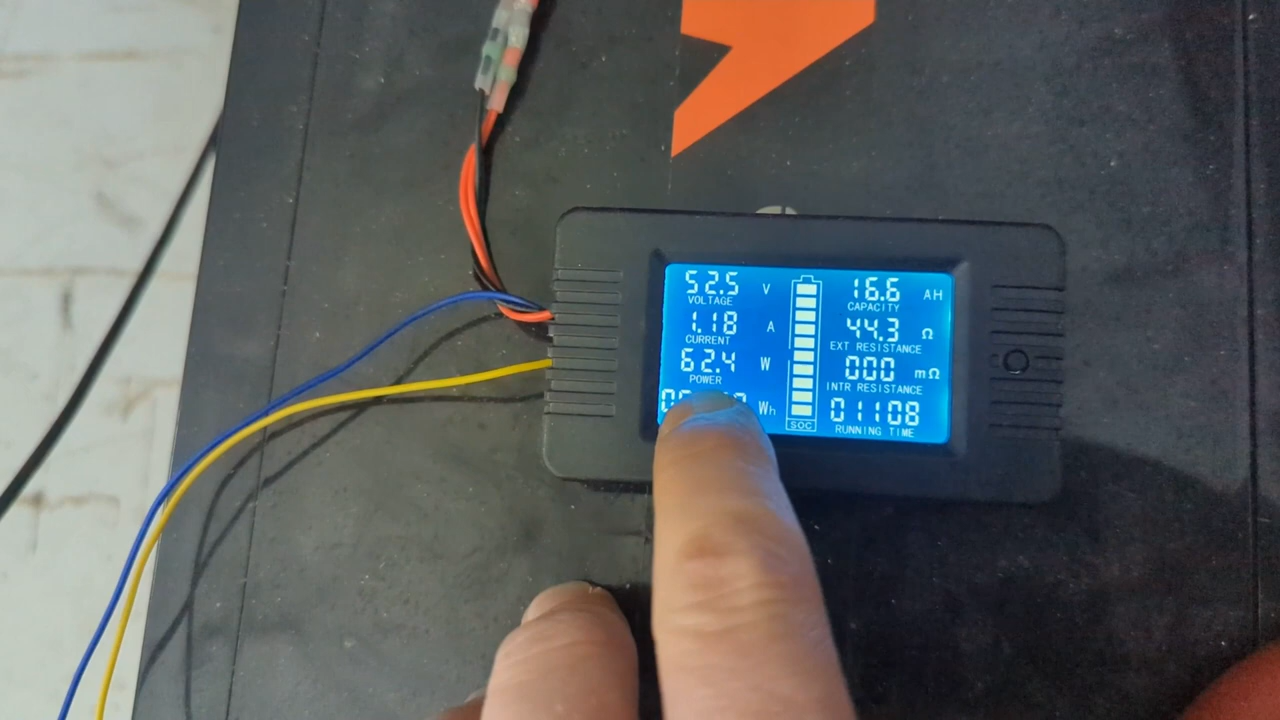 52.5 V
VOLTAGE
1.18 A
CURRENT
62.4 W
POWER
Wh
SOC
16.6 AH
CAPACITY
44.3 Ω
EXT RESISTANCE
000 mΩ
INTR RESISTANCE
01108
RUNNING TIME